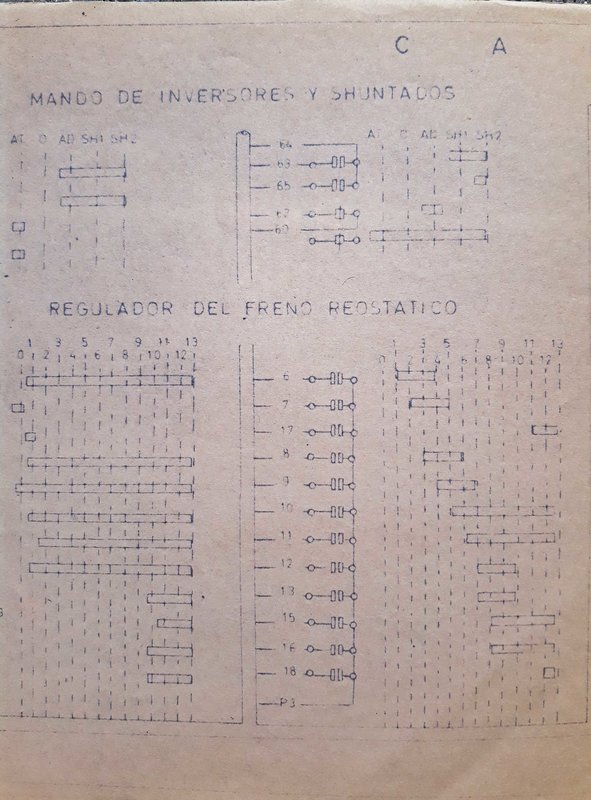 C A
MANDO DE INVERSORES Y SHUNTADOS
AT 0 AD SH1 SH2
AT 0 AD SH1 SH2
64
63
65
62
REGULADOR DEL FRENO REOSTATICO
1 3 5 7 9 11 13
0 2 4 6 8 10 12
1 3 5 7 9 11 13
0 2 4 6 8 10 12
6
7
17
8
9
10
11
12
13
15
16
18
P3